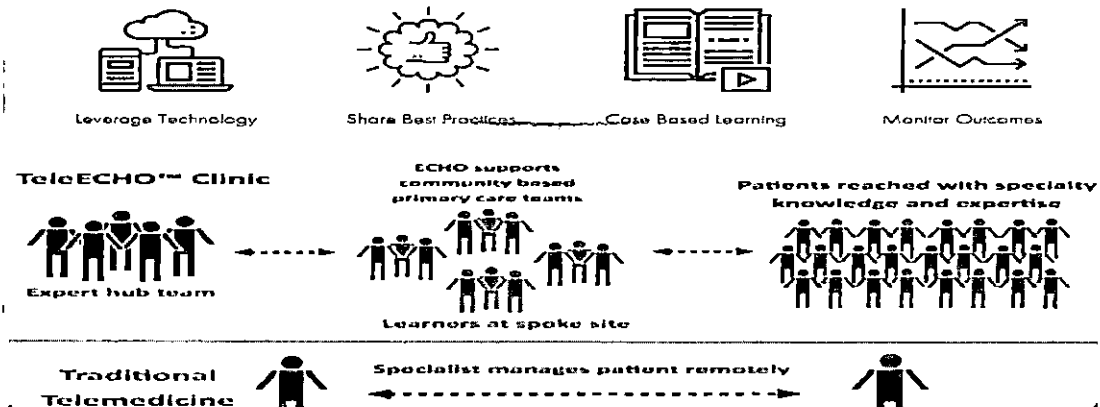 Leverage Technology
Share Best Practices
Case Based Learning
Monitor Outcomes
TeleECHO™ Clinic
ECHO supports
community based
primary care teams
Patients reached with specialty
knowledge and expertise
Expert hub team
Learners at spoke site
Traditional
Telemedicine
Specialist manages patient remotely